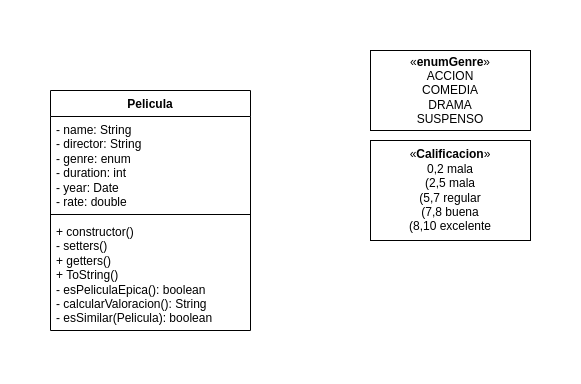 Pelicula
- name: String
- director: String
- genre: enum
- duration: int
- year: Date
- rate: double
+ constructor()
- setters()
+ getters()
+ ToString()
- esPeliculaEpica(): boolean
- calcularValoracion(): String
- esSimilar(Pelicula): boolean
«enumGenre»
ACCION
COMEDIA
DRAMA
SUSPENSO
«Calificacion»
0,2 mala
(2,5 mala
(5,7 regular
(7,8 buena
(8,10 excelente